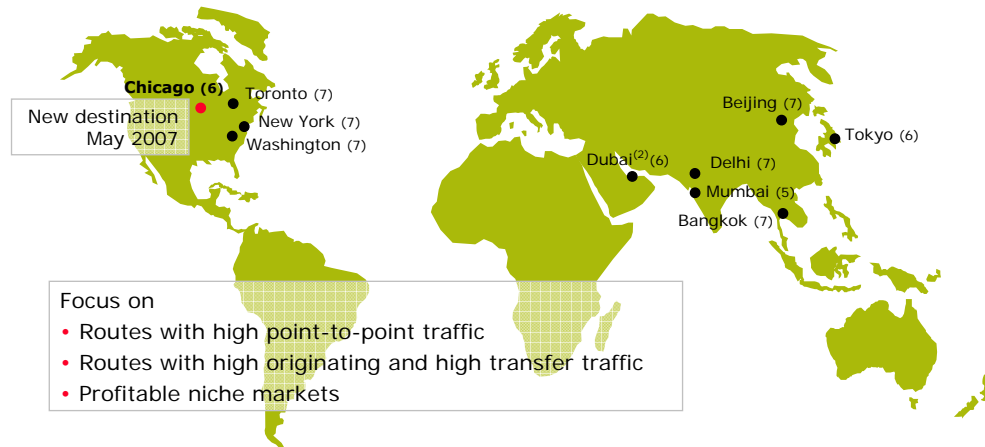 Chicago (6)
Toronto (7)
New destination
May 2007
New York (7)
Washington (7)
Beijing (7)
Tokyo (6)
Dubai(2)(6)
Delhi (7)
Mumbai (5)
Bangkok (7)
Focus on
• Routes with high point-to-point traffic
• Routes with high originating and high transfer traffic
• Profitable niche markets